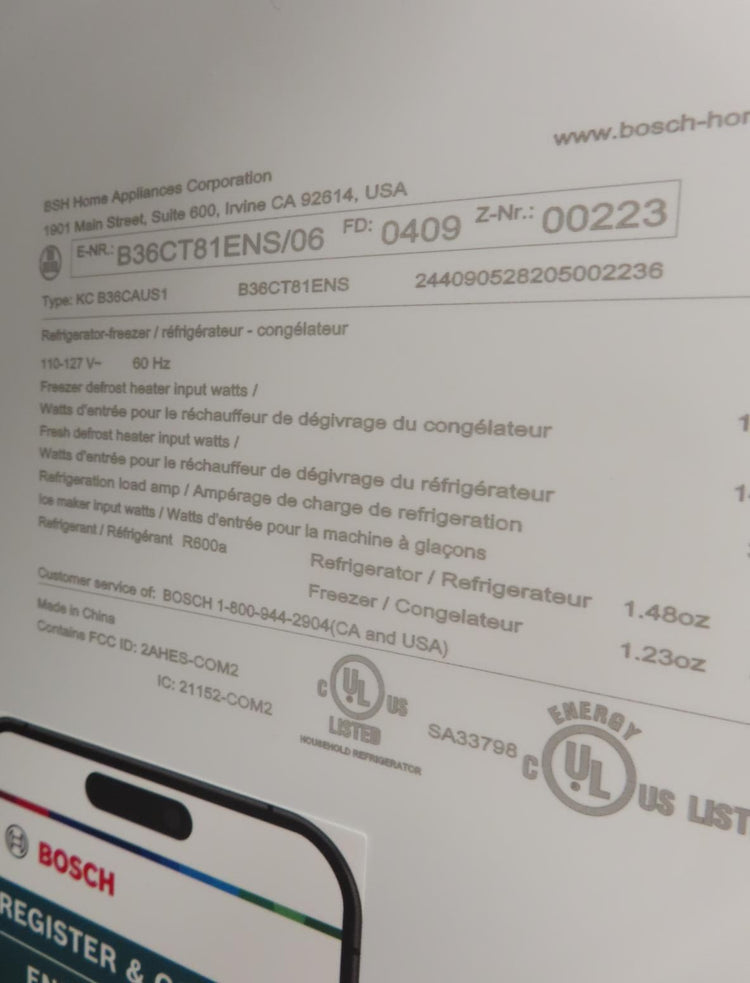 www.bosch-hor
BSH Home Appliances Corporation
1901 Main Street, Suite 600, Irvine CA 92614, USA
E-NR.: B36CT81ENS/06 FD: 0409 Z-Nr.: 00223
Type: KC B36CAUS1 B36CT81ENS 244090528205002236
Refrigerator-freezer / réfrigérateur - congélateur
110-127 V~ 60 Hz
Freezer defrost heater input watts /
Watts d'entrée pour le réchauffeur de dégivrage du congélateur
Fresh defrost heater input watts /
Watts d'entrée pour le réchauffeur de dégivrage du réfrigérateur
Refrigeration load amp / Ampérage de charge de refrigeration
Ice maker input watts / Watts d'entrée pour la machine à glaçons
Refrigerant / Réfrigérant R600a
Refrigerator / Refrigerateur 1.48oz
Freezer / Congelateur 1.23oz
Customer service of: BOSCH 1-800-944-2904(CA and USA)
Made in China
Contains FCC ID: 2AHES-COM2
IC: 21152-COM2
C UL US
LISTED
HOUSEHOLD REFRIGERATOR
SA33798
ENERGY
C UL US LIST
BOSCH
REGISTER &